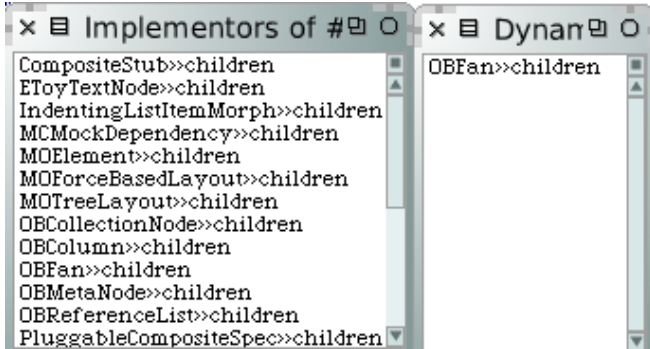 Implementors of #
CompositeStub>>children
EToyTextNode>>children
IndentingListItemMorph>>children
MCMockDependency>>children
MOElement>>children
MOForceBasedLayout>>children
MOTreeLayout>>children
OBCollectionNode>>children
OBColumn>>children
OBFan>>children
OBMetaNode>>children
OBReferenceList>>children
PluggableCompositeSpec>>children
Dynam
OBFan>>children